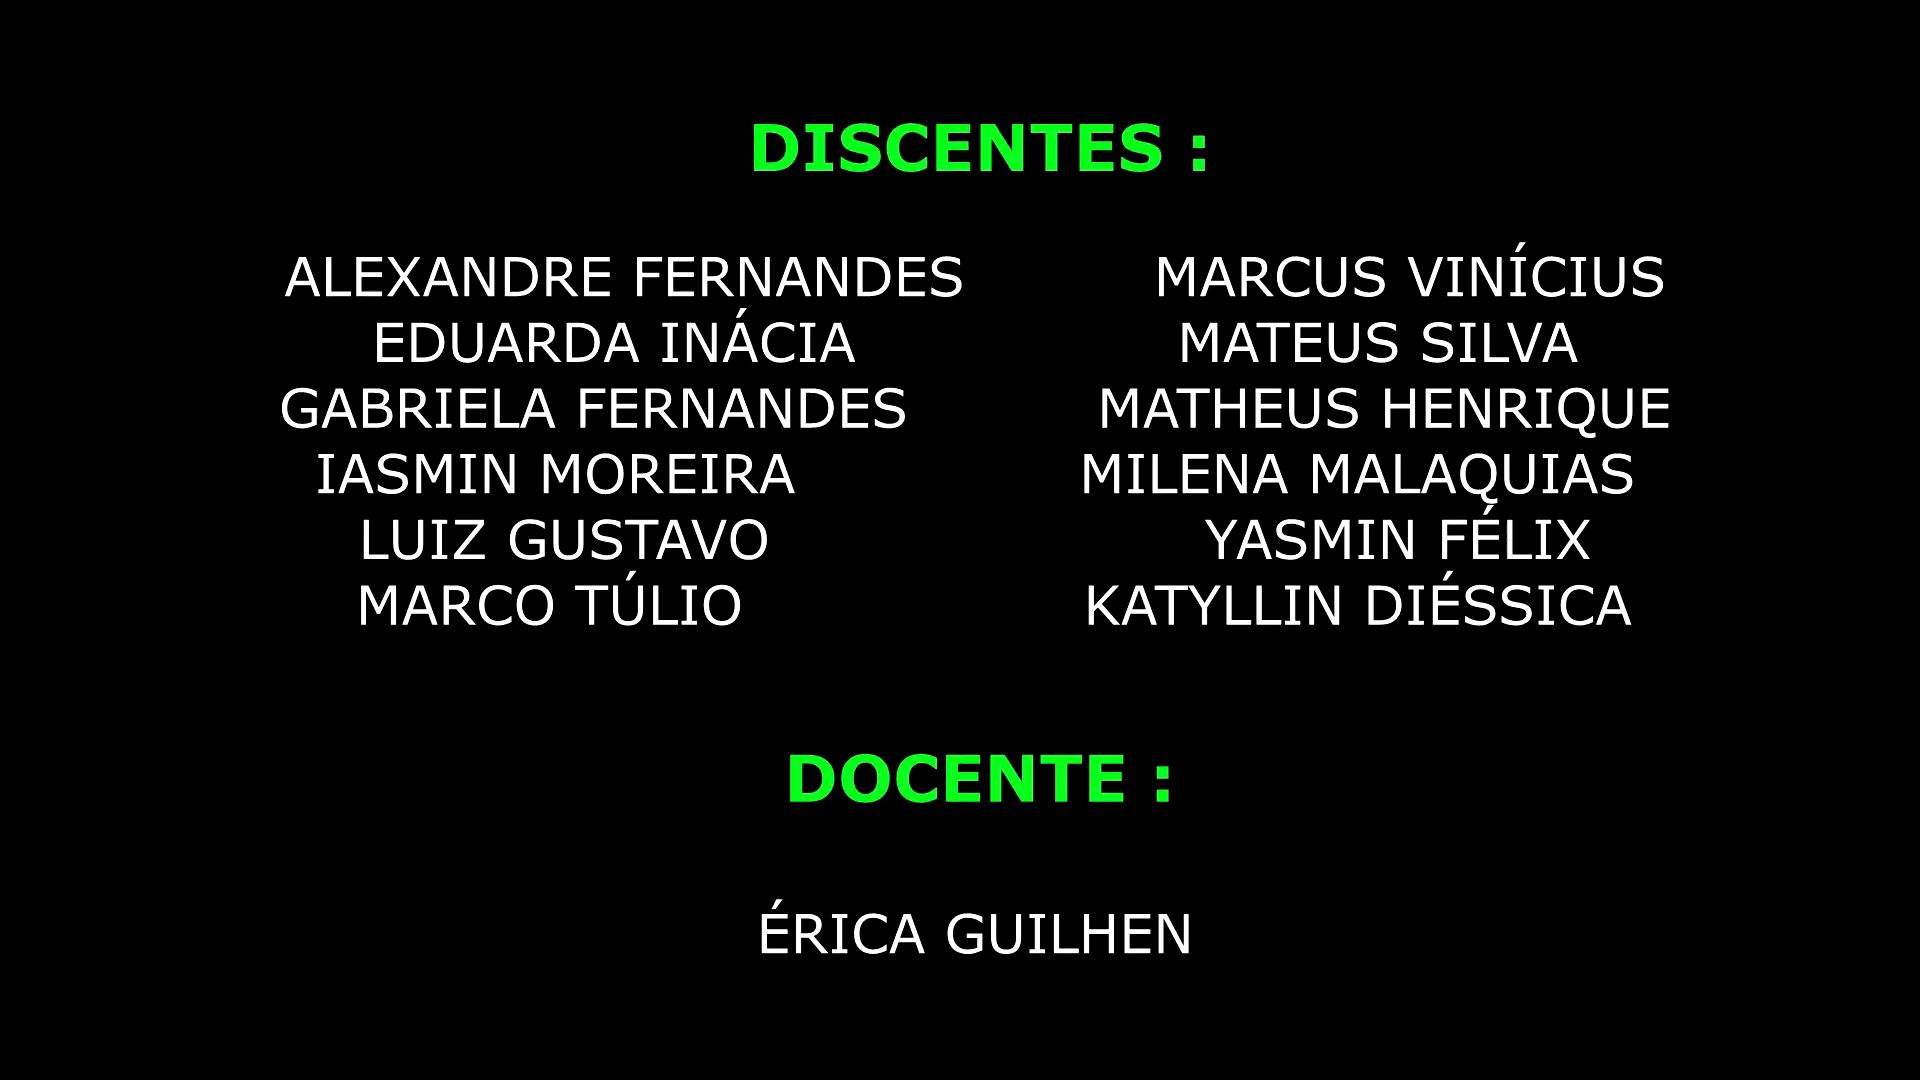 DISCENTES :
ALEXANDRE FERNANDES MARCUS VINÍCIUS
EDUARDA INÁCIA MATEUS SILVA
GABRIELA FERNANDES MATHEUS HENRIQUE
IASMIN MOREIRA MILENA MALAQUIAS
LUIZ GUSTAVO YASMIN FÉLIX
MARCO TÚLIO KATYLLIN DIÉSSICA
DOCENTE :
ÉRICA GUILHEN